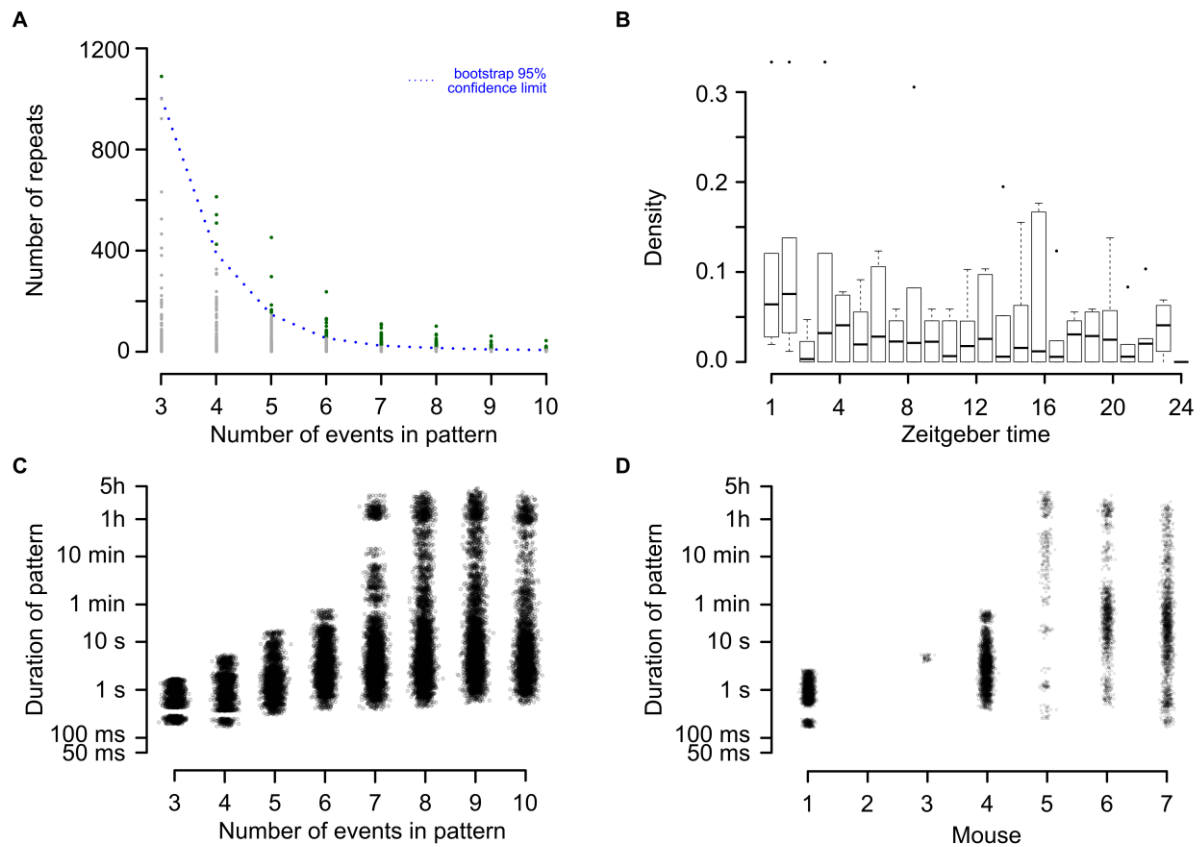 A
Number of repeats
1200
800
400
0
3 4 5 6 7 8 9 10
Number of events in pattern
bootstrap 95%
confidence limit
B
Density
0.3
0.2
0.1
0.0
1 4 8 12 16 20 24
Zeitgeber time
C
Duration of pattern
5h
1h
10 min
1 min
10 s
1 s
100 ms
50 ms
3 4 5 6 7 8 9 10
Number of events in pattern
D
Duration of pattern
5h
1h
10 min
1 min
10 s
1 s
100 ms
50 ms
1 2 3 4 5 6 7
Mouse